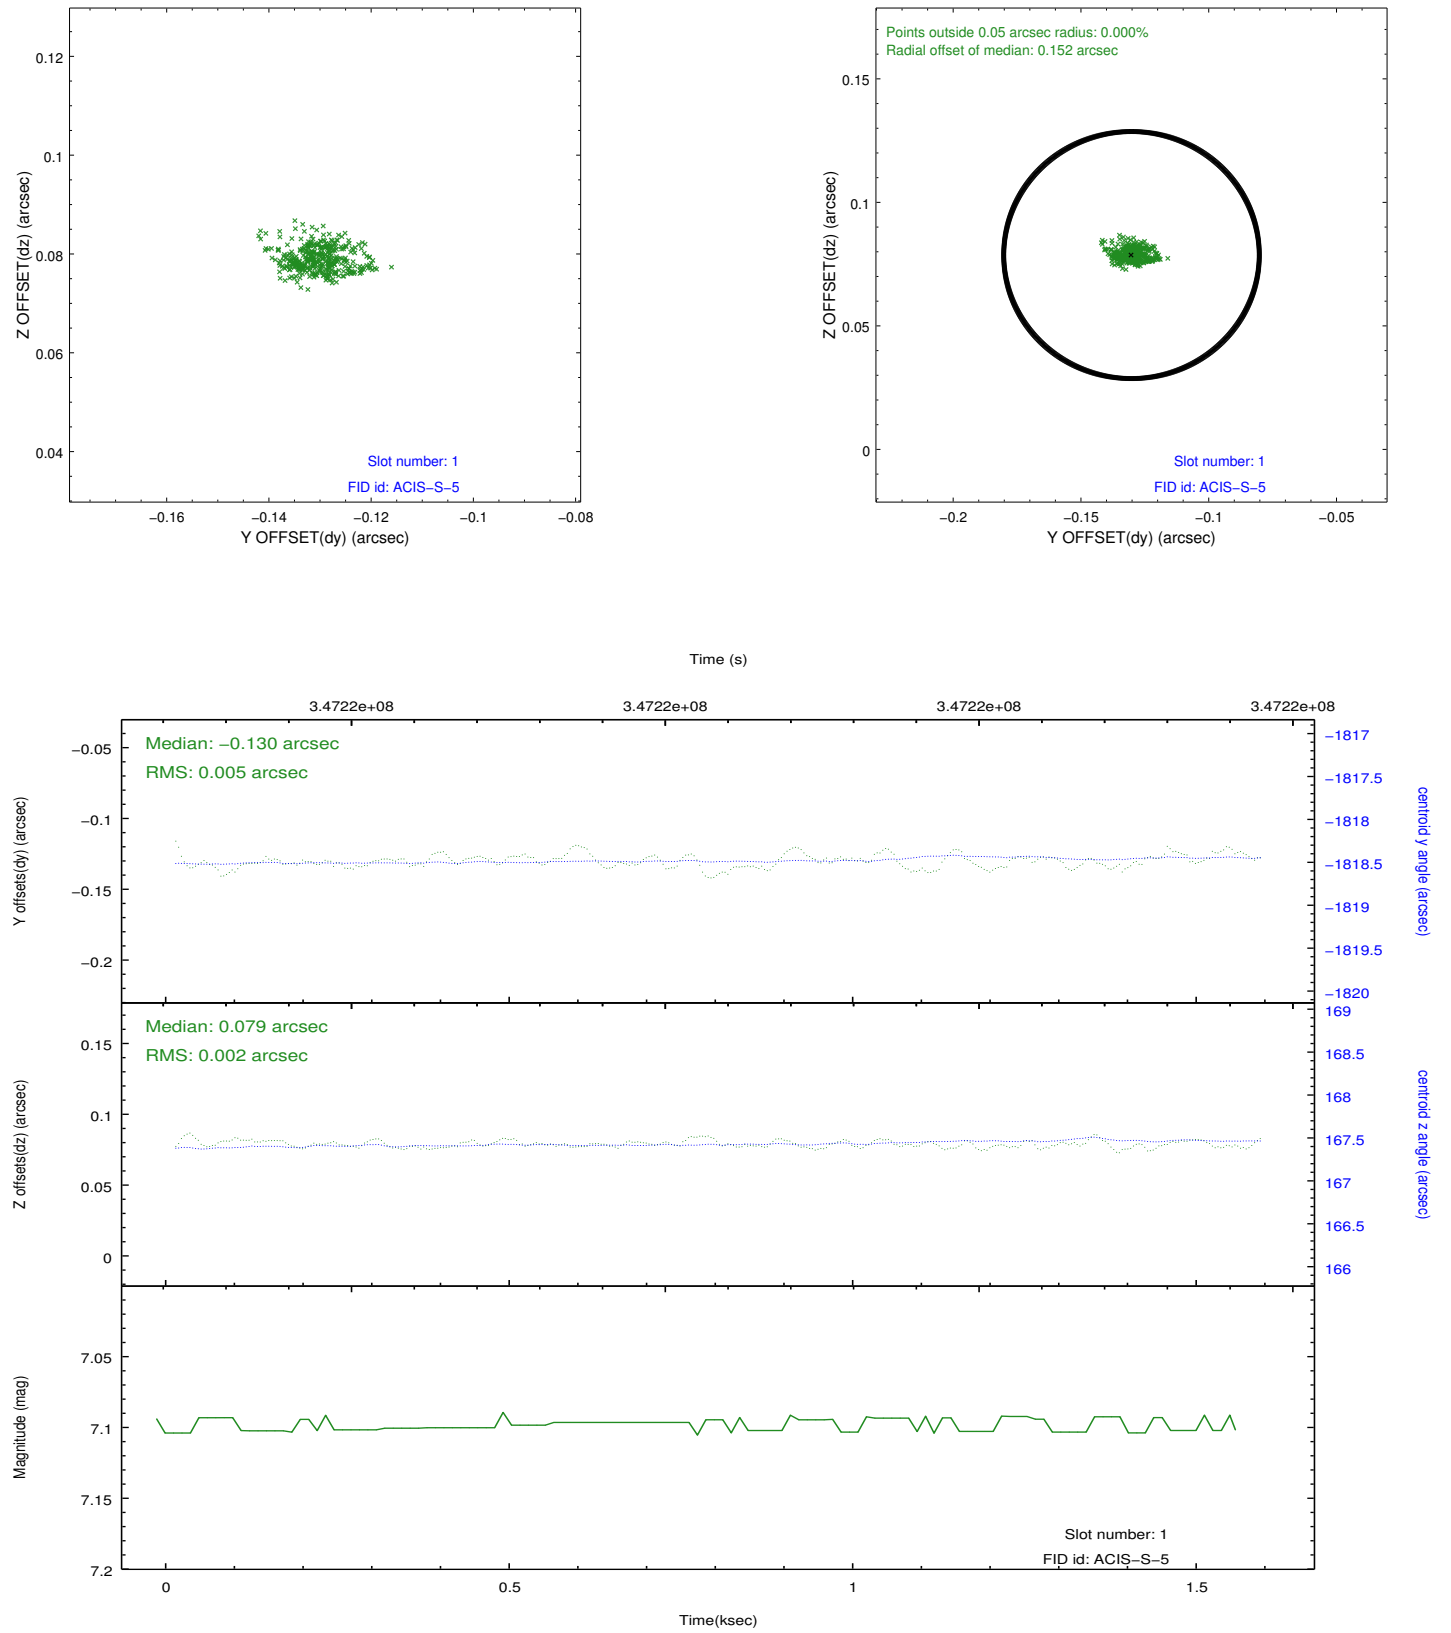 0.12
0.1
0.08
0.06
0.04
Z OFFSET(dz) (arcsec)
Slot number: 1
FID id: ACIS−S−5
−0.16
−0.14
−0.12
−0.1
−0.08
Y OFFSET(dy) (arcsec)
Points outside 0.05 arcsec radius: 0.000%
Radial offset of median: 0.152 arcsec
0.15
0.1
0.05
0
Z OFFSET(dz) (arcsec)
Slot number: 1
FID id: ACIS−S−5
−0.2
−0.15
−0.1
−0.05
Y OFFSET(dy) (arcsec)
Time (s)
3.4722e+08
3.4722e+08
3.4722e+08
3.4722e+08
Median: −0.130 arcsec
RMS: 0.005 arcsec
−0.05
−0.1
−0.15
−0.2
Y offsets(dy) (arcsec)
−1817
−1817.5
−1818
−1818.5
−1819
−1819.5
−1820
centroid y angle (arcsec)
Median: 0.079 arcsec
RMS: 0.002 arcsec
0.15
0.1
0.05
0
Z offsets(dz) (arcsec)
169
168.5
168
167.5
167
166.5
166
centroid z angle (arcsec)
7.05
7.1
7.15
7.2
Magnitude (mag)
Slot number: 1
FID id: ACIS−S−5
0
0.5
1
1.5
Time(ksec)